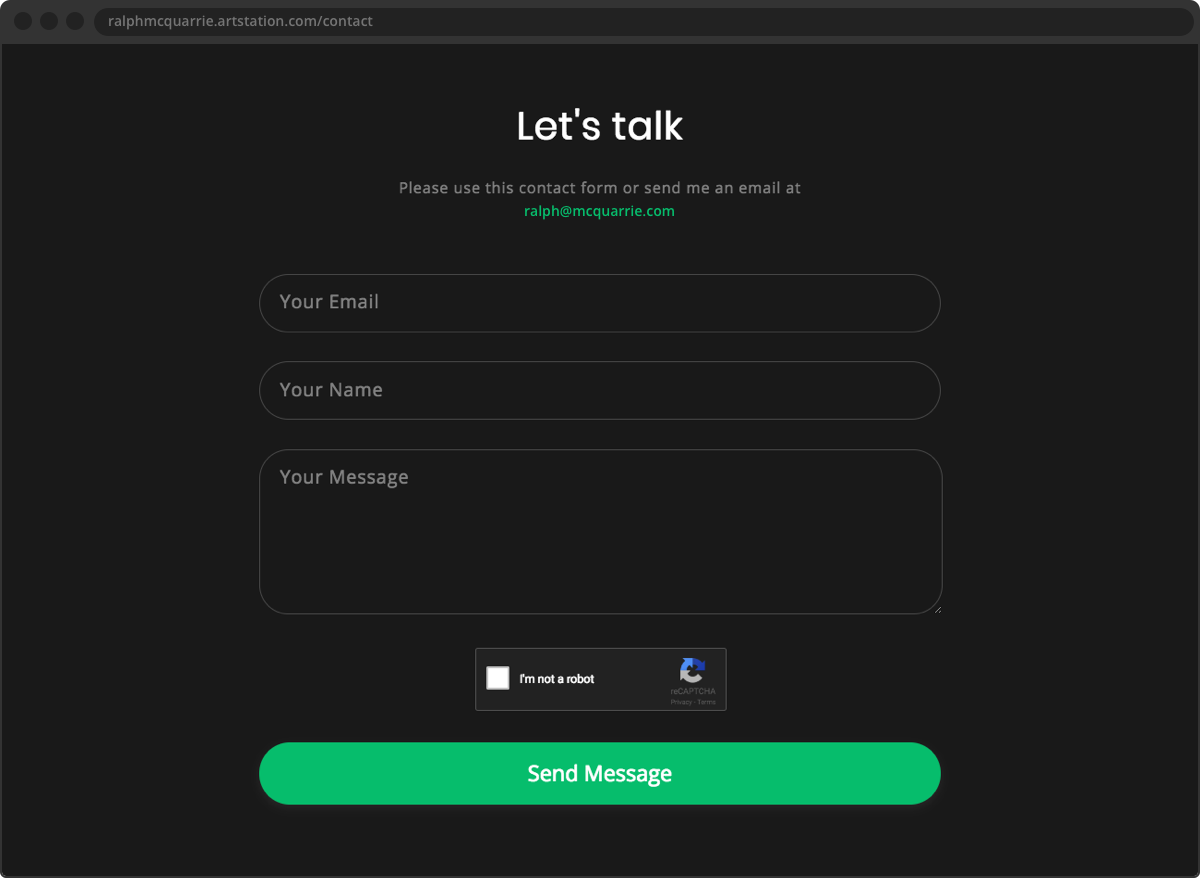 ralphmcquarrie.artstation.com/contact
Let's talk
Please use this contact form or send me an email at
ralph@mcquarrie.com
Your Email
Your Name
Your Message
I'm not a robot
reCAPTCHA
Privacy - Terms
Send Message